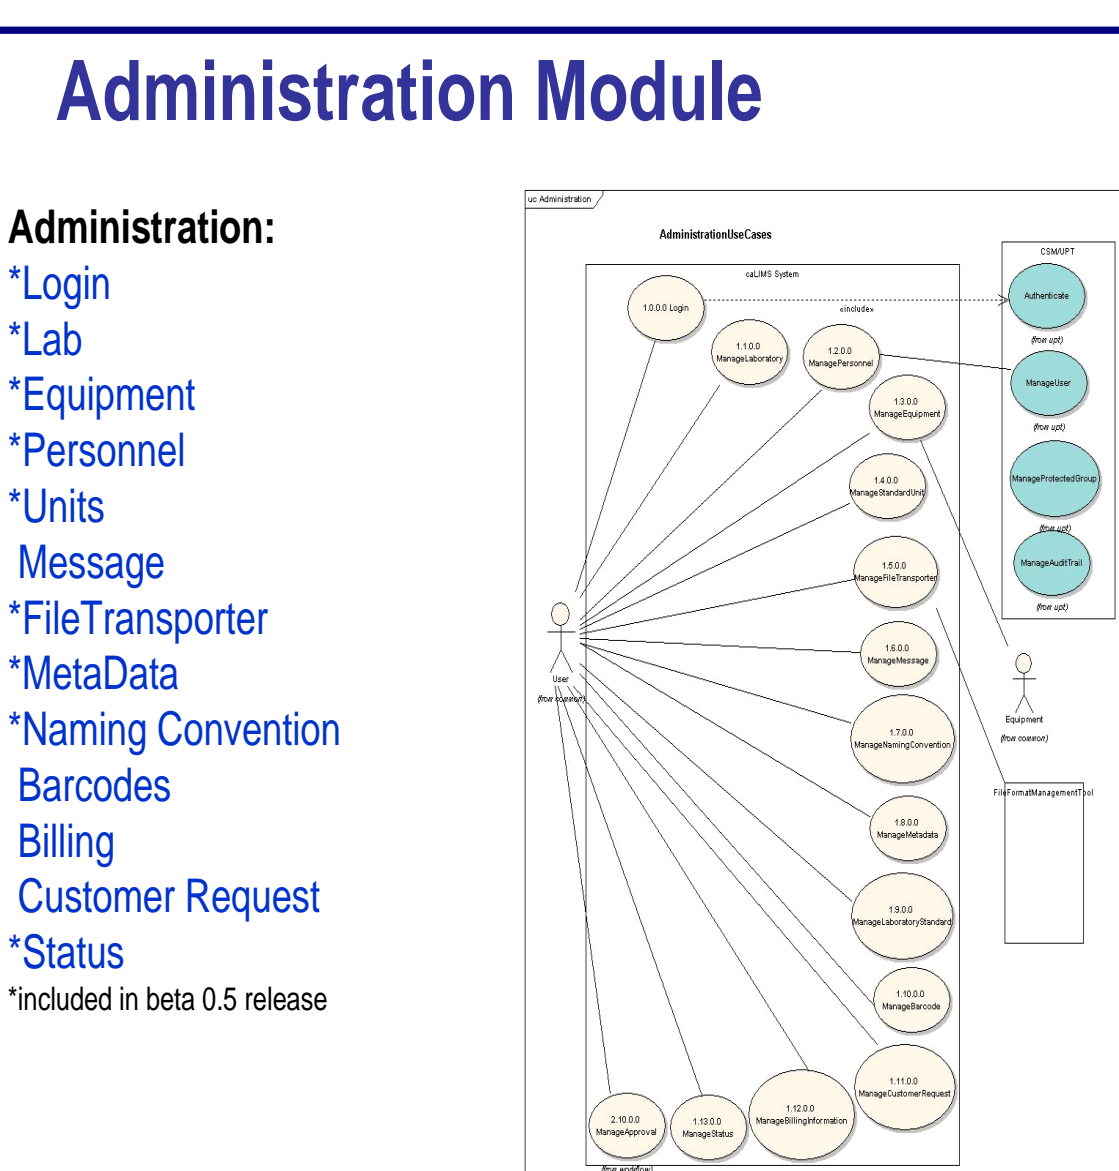 Administration Module
Administration:
*Login
*Lab
*Equipment
*Personnel
*Units
Message
*FileTransporter
*MetaData
*Naming Convention
Barcodes
Billing
Customer Request
*Status
*included in beta 0.5 release
uc Administration
AdministrationUseCases
caLIMS System
CSM/UPT
1.0.0.0 Login
«include»
Authenticate
(from upt)
1.1.0.0
ManageLaboratory
1.2.0.0
ManagePersonnel
ManageUser
(from upt)
1.3.0.0
ManageEquipment
1.4.0.0
ManageStandardUnit
ManageProtectedGroup
(from upt)
1.5.0.0
ManageFileTransporter
ManageAuditTrail
(from upt)
1.6.0.0
ManageMessage
User
(from common)
Equipment
(from common)
1.7.0.0
ManageNamingConvention
FileFormatManagementTool
1.8.0.0
ManageMetadata
1.9.0.0
ManageLaboratoryStandard
1.10.0.0
ManageBarcode
1.11.0.0
ManageCustomerRequest
1.12.0.0
ManageBillingInformation
1.13.0.0
ManageStatus
2.10.0.0
ManageApproval
(from workflow)